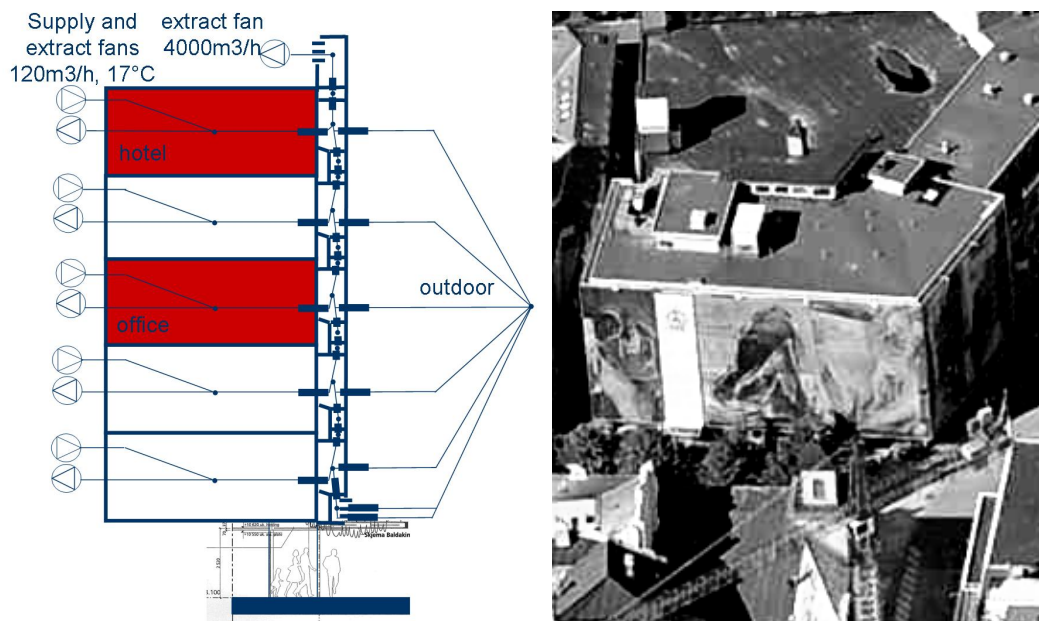 Supply and
extract fans
120m3/h, 17°C
extract fan
4000m3/h
hotel
office
outdoor
Skjema Baldakin